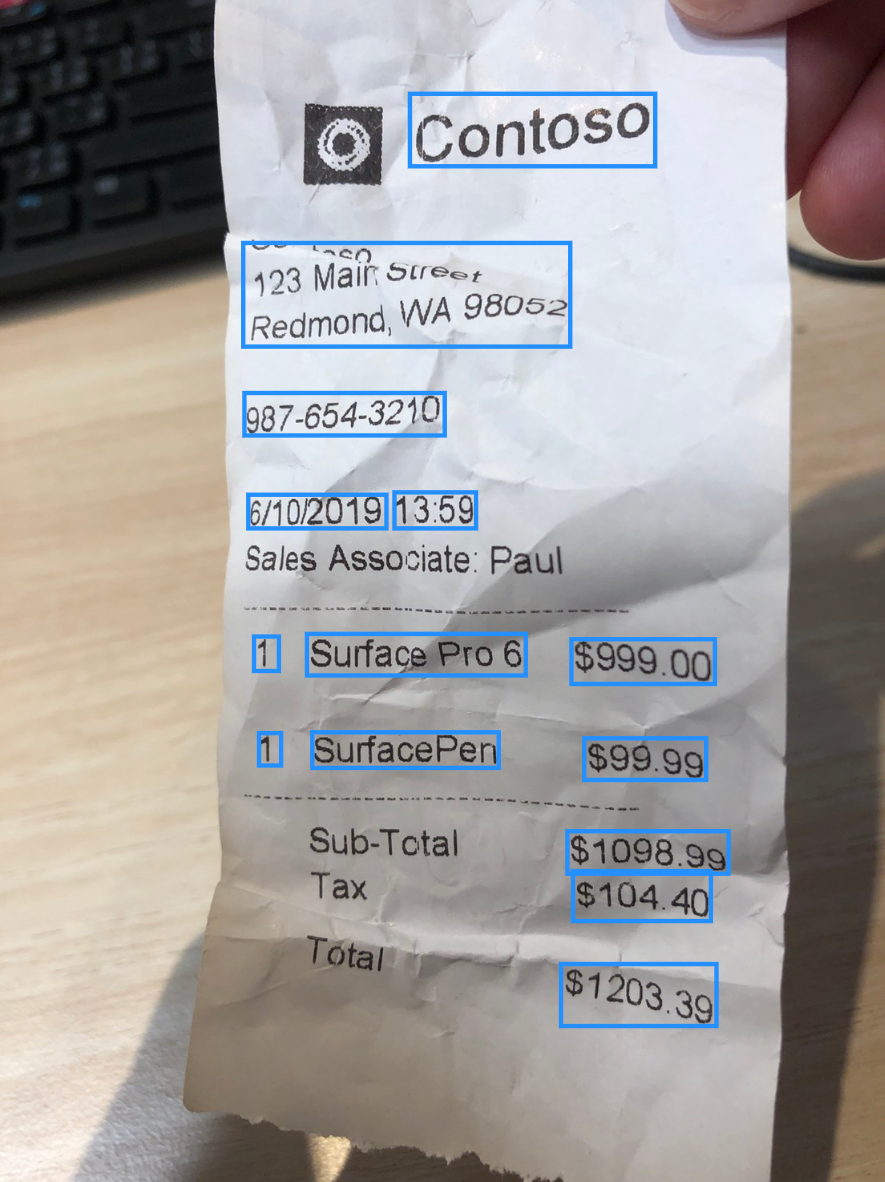 Contoso
Contoso
123 Main Street
Redmond, WA 98052
987-654-3210
6/10/2019 13:59
Sales Associate: Paul
1 Surface Pro 6 $999.00
1 SurfacePen $99.99
Sub-Total $1098.99
Tax $104.40
Total $1203.39